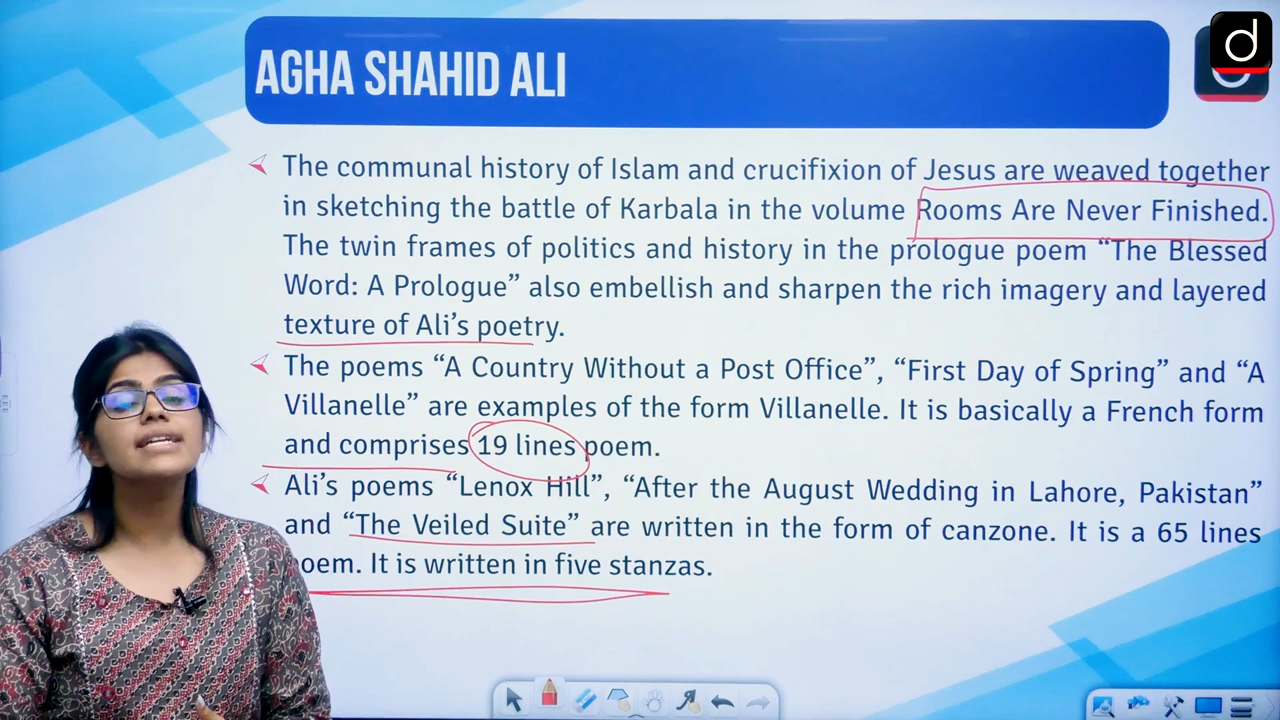 d
AGHA SHAHID ALI
The communal history of Islam and crucifixion of Jesus are weaved together
in sketching the battle of Karbala in the volume Rooms Are Never Finished.
The twin frames of politics and history in the prologue poem “The Blessed
Word: A Prologue” also embellish and sharpen the rich imagery and layered
texture of Ali’s poetry.
The poems “A Country Without a Post Office”, “First Day of Spring” and “A
Villanelle” are examples of the form Villanelle. It is basically a French form
and comprises 19 lines poem.
Ali’s poems “Lenox Hill”, “After the August Wedding in Lahore, Pakistan”
and “The Veiled Suite” are written in the form of canzone. It is a 65 lines
poem. It is written in five stanzas.